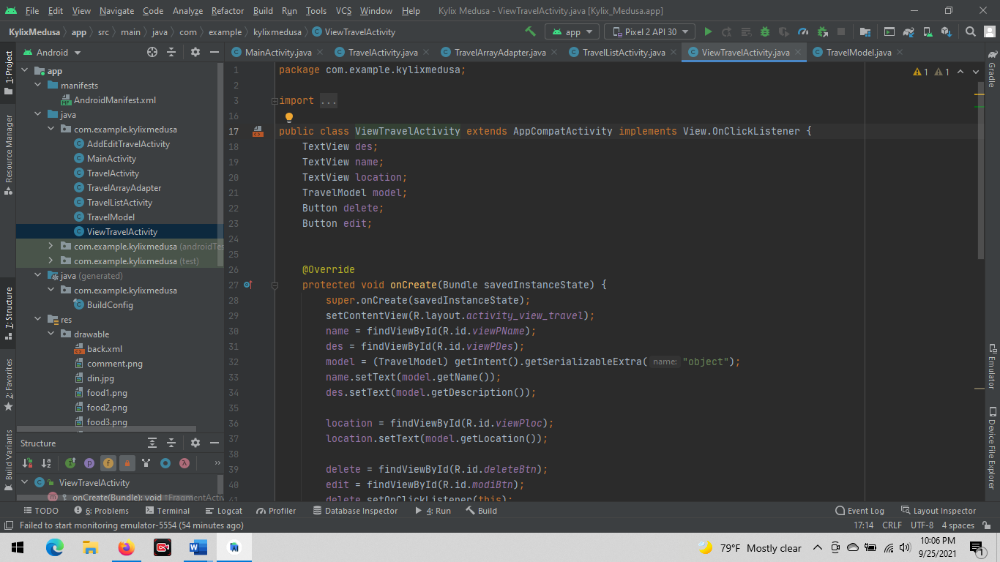 File Edit View Navigate Code Analyze Refactor Build Run Tools VCS Window Help Kylix Medusa - ViewTravelActivity.java [Kylix_Medusa.app]
KylixMedusa app src main java com example kylixmedusa ViewTravelActivity app Pixel 2 API 30
Android
MainActivity.java TravelActivity.java TravelArrayAdapter.java TravelListActivity.java ViewTravelActivity.java TravelModel.java
1: Project
Resource Manager
7: Structure
2: Favorites
Build Variants
app
manifests
AndroidManifest.xml
java
com.example.kylixmedusa
AddEditTravelActivity
MainActivity
TravelActivity
TravelArrayAdapter
TravelListActivity
TravelModel
ViewTravelActivity
com.example.kylixmedusa (androidTes
com.example.kylixmedusa (test)
java (generated)
com.example.kylixmedusa
BuildConfig
res
drawable
back.xml
comment.png
din.jpg
food1.png
food2.png
food3.png
Structure
ViewTravelActivity
onCreate(Bundle): void ↑FragmentActiv
1 package com.example.kylixmedusa;
2
3 import ...
16
17 public class ViewTravelActivity extends AppCompatActivity implements View.OnClickListener {
18 TextView des;
19 TextView name;
20 TextView location;
21 TravelModel model;
22 Button delete;
23 Button edit;
24
25
26 @Override
27 protected void onCreate(Bundle savedInstanceState) {
28 super.onCreate(savedInstanceState);
29 setContentView(R.layout.activity_view_travel);
30 name = findViewById(R.id.viewPName);
31 des = findViewById(R.id.viewPDes);
32 model = (TravelModel) getIntent().getSerializableExtra( name: "object");
33 name.setText(model.getName());
34 des.setText(model.getDescription());
35
36 location = findViewById(R.id.viewPloc);
37 location.setText(model.getLocation());
38
39 delete = findViewById(R.id.deleteBtn);
40 edit = findViewById(R.id.modiBtn);
41 delete.setOnClickListener(this);
1 1
Gradle
Emulator
Device File Explorer
TODO 6: Problems Terminal Logcat Profiler Database Inspector 4: Run Build Event Log Layout Inspector
Failed to start monitoring emulator-5554 (54 minutes ago) 17:14 CRLF UTF-8 4 spaces
79°F Mostly clear 10:06 PM
9/25/2021
1